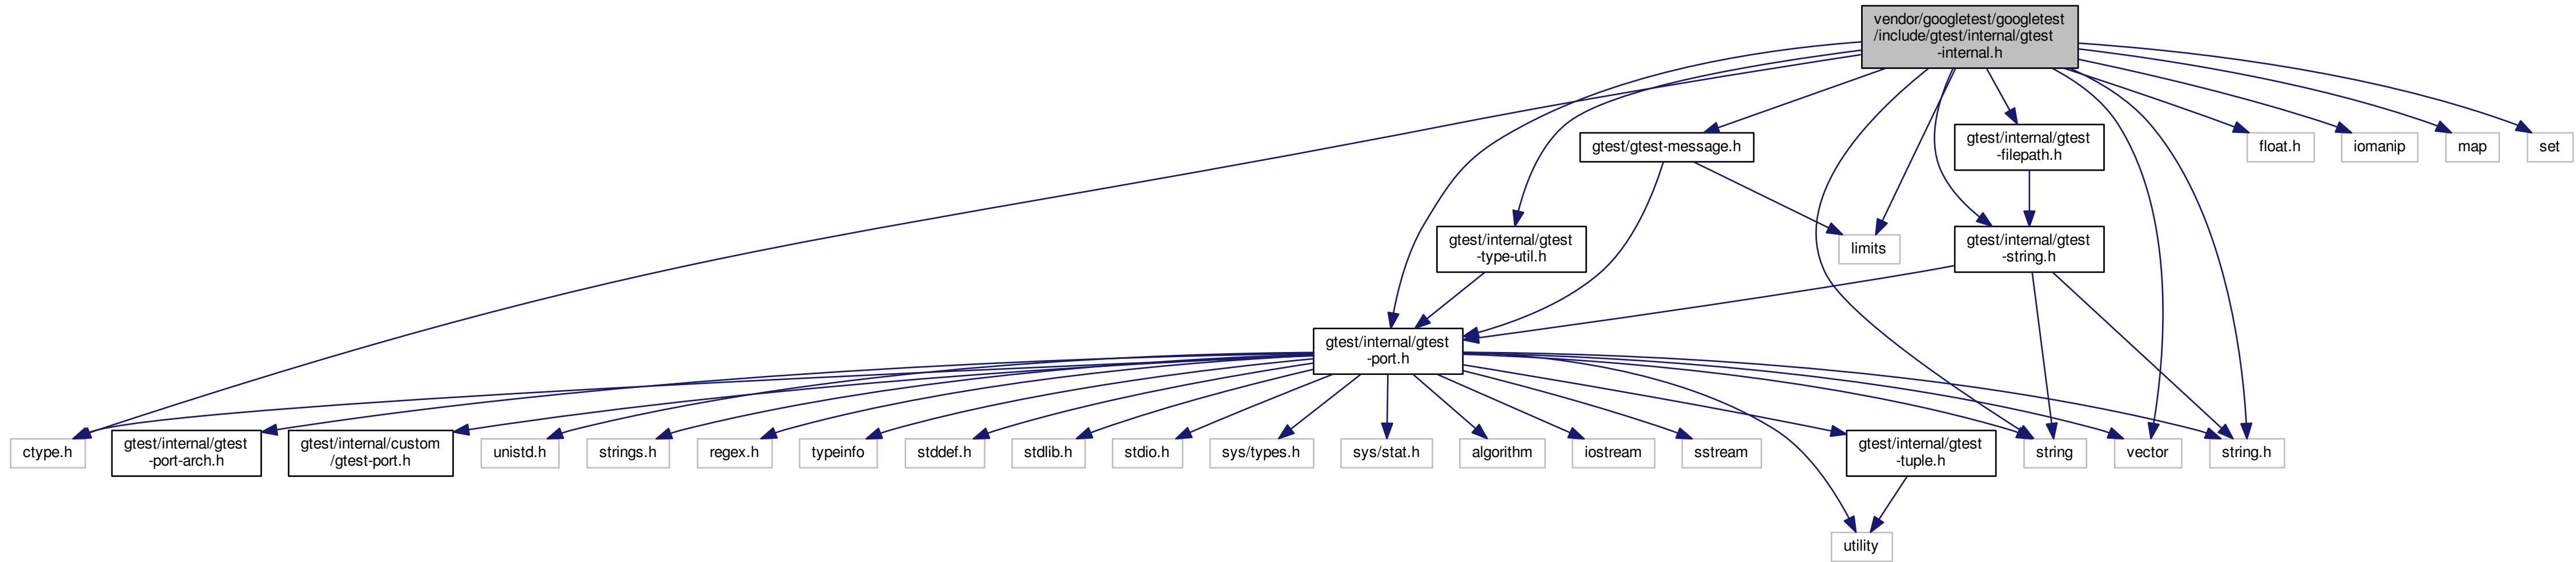 vendor/googletest/googletest
/include/gtest/internal/gtest
-internal.h
gtest/gtest-message.h
gtest/internal/gtest
-filepath.h
float.h
iomanip
map
set
gtest/internal/gtest
-type-util.h
limits
gtest/internal/gtest
-string.h
gtest/internal/gtest
-port.h
ctype.h
gtest/internal/gtest
-port-arch.h
gtest/internal/custom
/gtest-port.h
unistd.h
strings.h
regex.h
typeinfo
stddef.h
stdlib.h
stdio.h
sys/types.h
sys/stat.h
algorithm
iostream
sstream
gtest/internal/gtest
-tuple.h
string
vector
string.h
utility